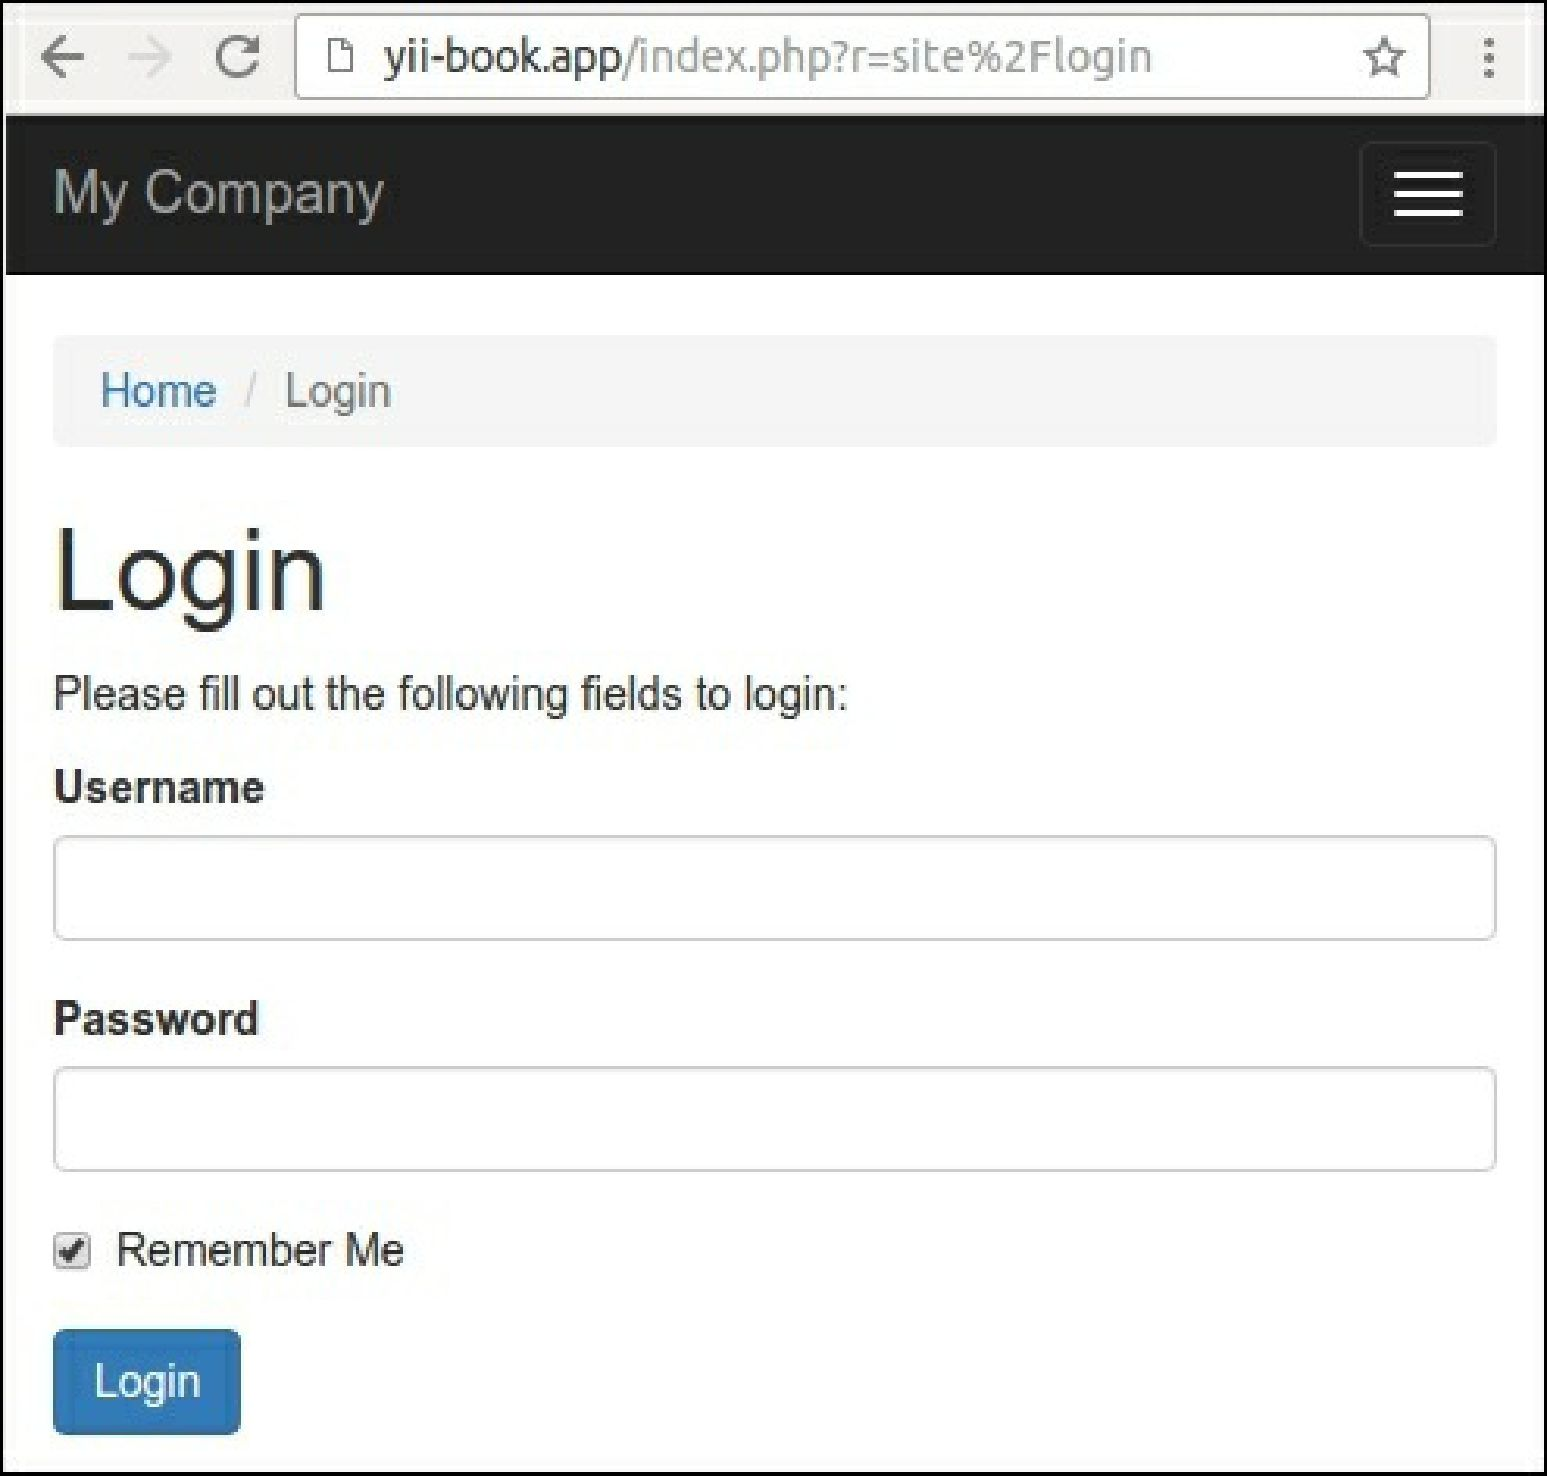 yii-book.app/index.php?r=site%2Flogin
My Company
Home / Login
Login
Please fill out the following fields to login:
Username
Password
Remember Me
Login